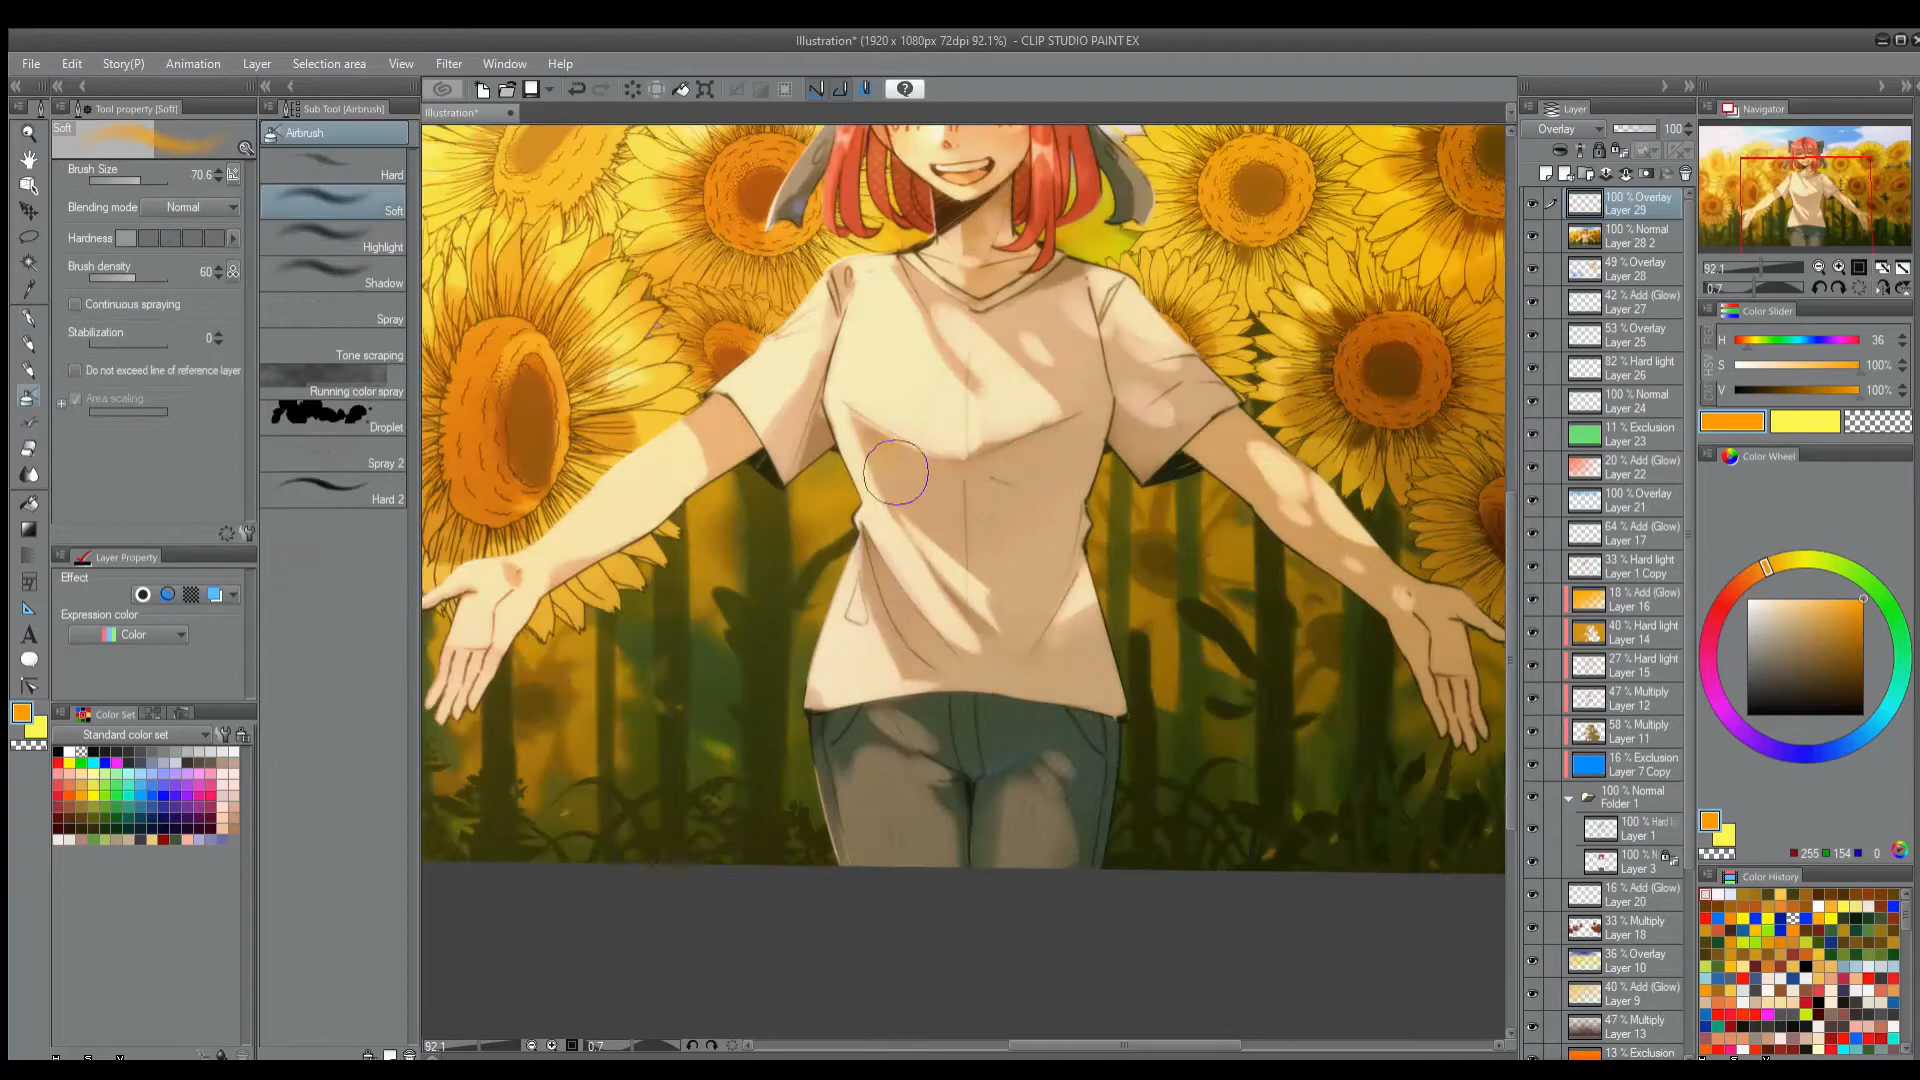 Illustration* (1920 x 1080px 72dpi 92.1%) - CLIP STUDIO PAINT EX
File Edit Story(P) Animation Layer Selection area View Filter Window Help
Tool property [Soft]
Sub Tool [Airbrush]
Illustration*
Layer
Navigator
Soft
Airbrush
Overlay 100
Brush Size 70.6
Hard
Blending mode Normal
Soft
Hardness
Highlight
Brush density 60
Shadow
Continuous spraying
Spray
Stabilization 0
Tone scraping
Do not exceed line of reference layer
Running color spray
Area scaling
Droplet
Spray 2
Hard 2
Layer Property
Effect
Expression color
Color
Color Set
Standard color set
92.1
0.7
100 % Overlay
Layer 29
100 % Normal
Layer 28 2
49 % Overlay
Layer 28
42 % Add (Glow)
Layer 27
53 % Overlay
Layer 25
82 % Hard light
Layer 26
100 % Normal
Layer 24
11 % Exclusion
Layer 23
20 % Add (Glow)
Layer 22
100 % Overlay
Layer 21
64 % Add (Glow)
Layer 17
33 % Hard light
Layer 1 Copy
18 % Add (Glow)
Layer 16
40 % Hard light
Layer 14
27 % Hard light
Layer 15
47 % Multiply
Layer 12
58 % Multiply
Layer 11
16 % Exclusion
Layer 7 Copy
100 % Normal
Folder 1
100 % Hard li
Layer 1
100 % N
Layer 3
16 % Add (Glow)
Layer 20
33 % Multiply
Layer 18
36 % Overlay
Layer 10
40 % Add (Glow)
Layer 9
47 % Multiply
Layer 13
13 % Exclusion
92.1
0.7
Color Slider
H 36
S 100%
V 100%
Color Wheel
255 154 0
Color History